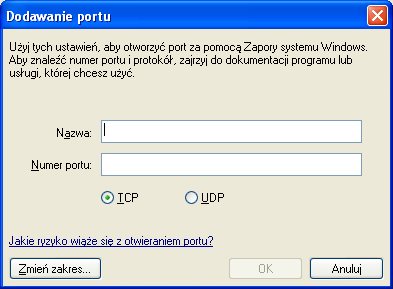 Dodawanie portu
Użyj tych ustawień, aby otworzyć port za pomocą Zapory systemu Windows.
Aby znaleźć numer portu i protokół, zajrzyj do dokumentacji programu lub
usługi, której chcesz użyć.
Nazwa:
Numer portu:
TCP UDP
Jakie ryzyko wiąże się z otwieraniem portu?
Zmień zakres... OK Anuluj